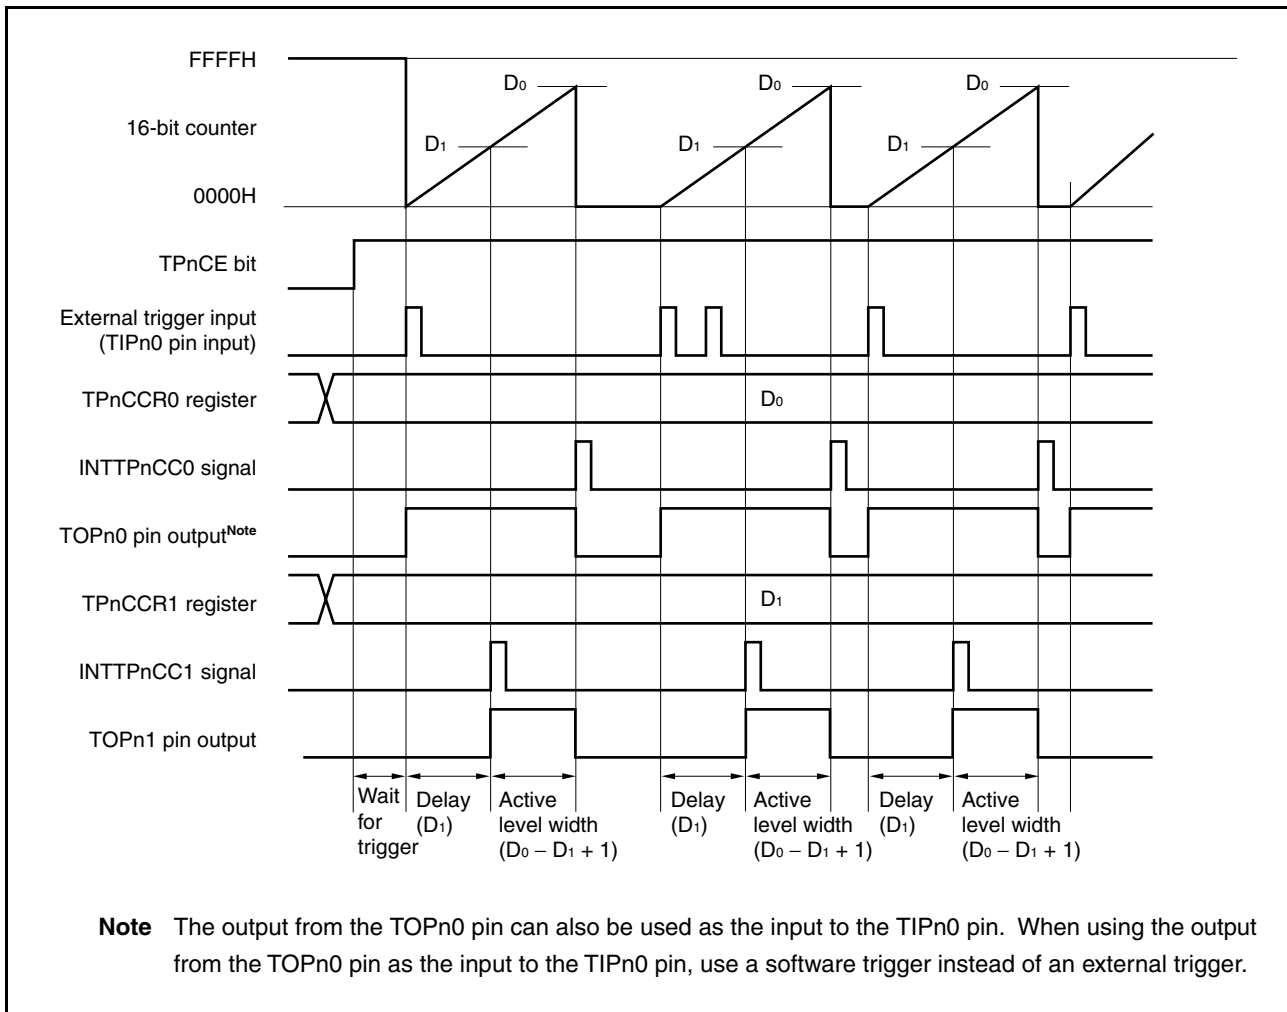 FFFFH
D0 D0 D0
16-bit counter
D1 D1 D1
0000H
TPnCE bit
External trigger input
(TIPn0 pin input)
TPnCCR0 register D0
INTTPnCC0 signal
TOPn0 pin outputNote
TPnCCR1 register D1
INTTPnCC1 signal
TOPn1 pin output
Wait
for
trigger
Delay
(D1)
Active
level width
(D0 – D1 + 1)
Delay
(D1)
Active
level width
(D0 – D1 + 1)
Delay
(D1)
Active
level width
(D0 – D1 + 1)
Note The output from the TOPn0 pin can also be used as the input to the TIPn0 pin. When using the output
from the TOPn0 pin as the input to the TIPn0 pin, use a software trigger instead of an external trigger.